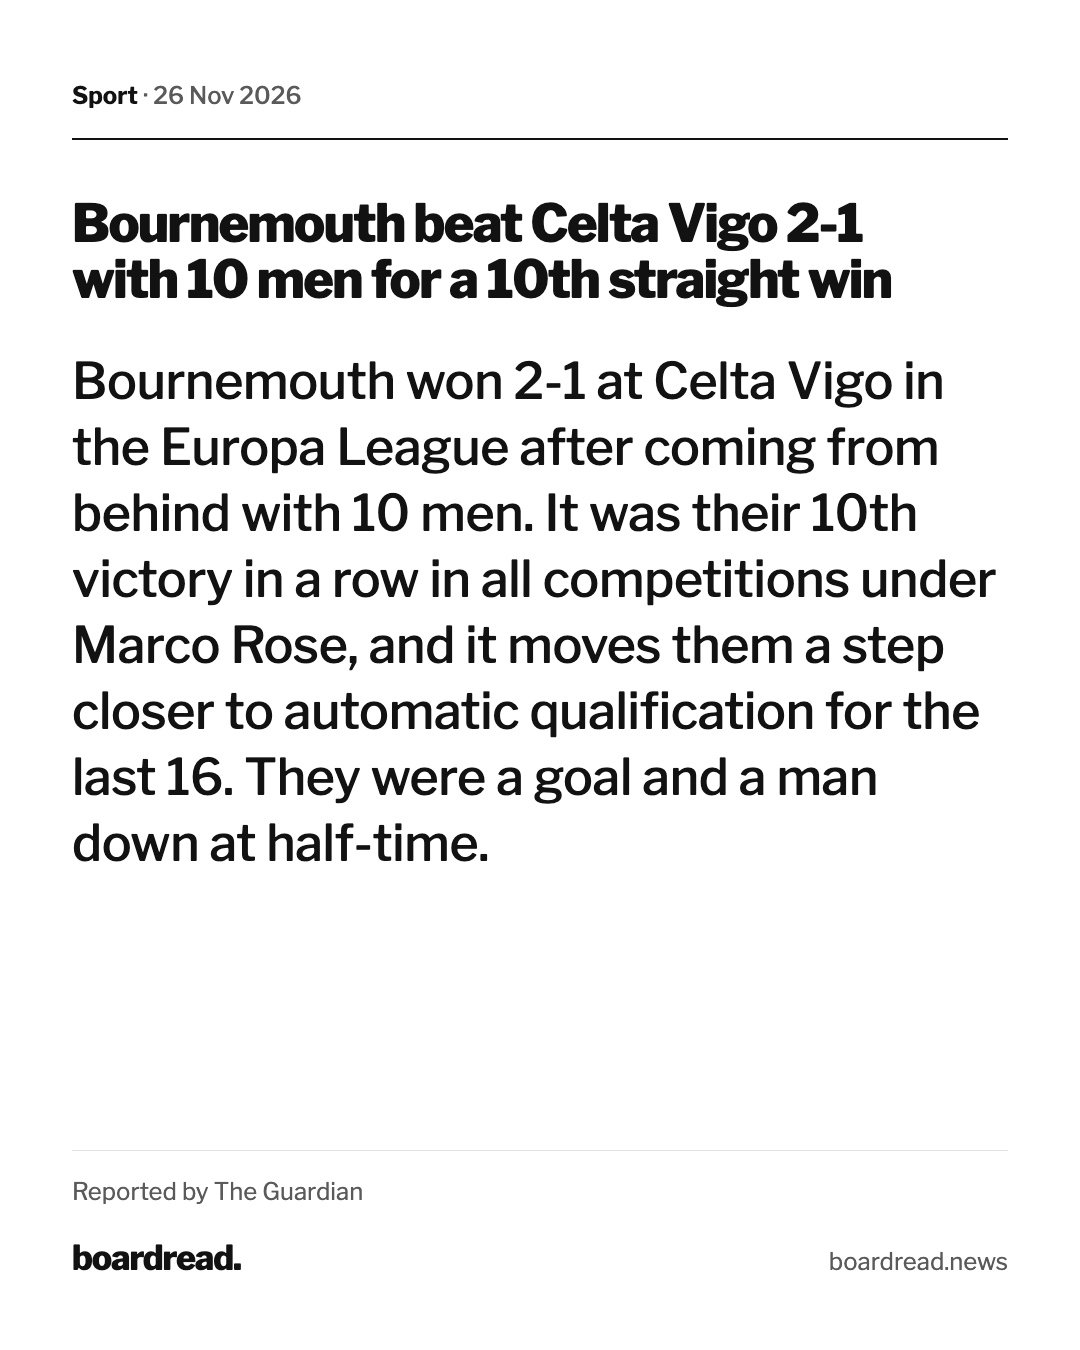 Sport · 26 Nov 2026
Bournemouth beat Celta Vigo 2-1
with 10 men for a 10th straight win
Bournemouth won 2-1 at Celta Vigo in
the Europa League after coming from
behind with 10 men. It was their 10th
victory in a row in all competitions under
Marco Rose, and it moves them a step
closer to automatic qualification for the
last 16. They were a goal and a man
down at half-time.
Reported by The Guardian
boardread.
boardread.news